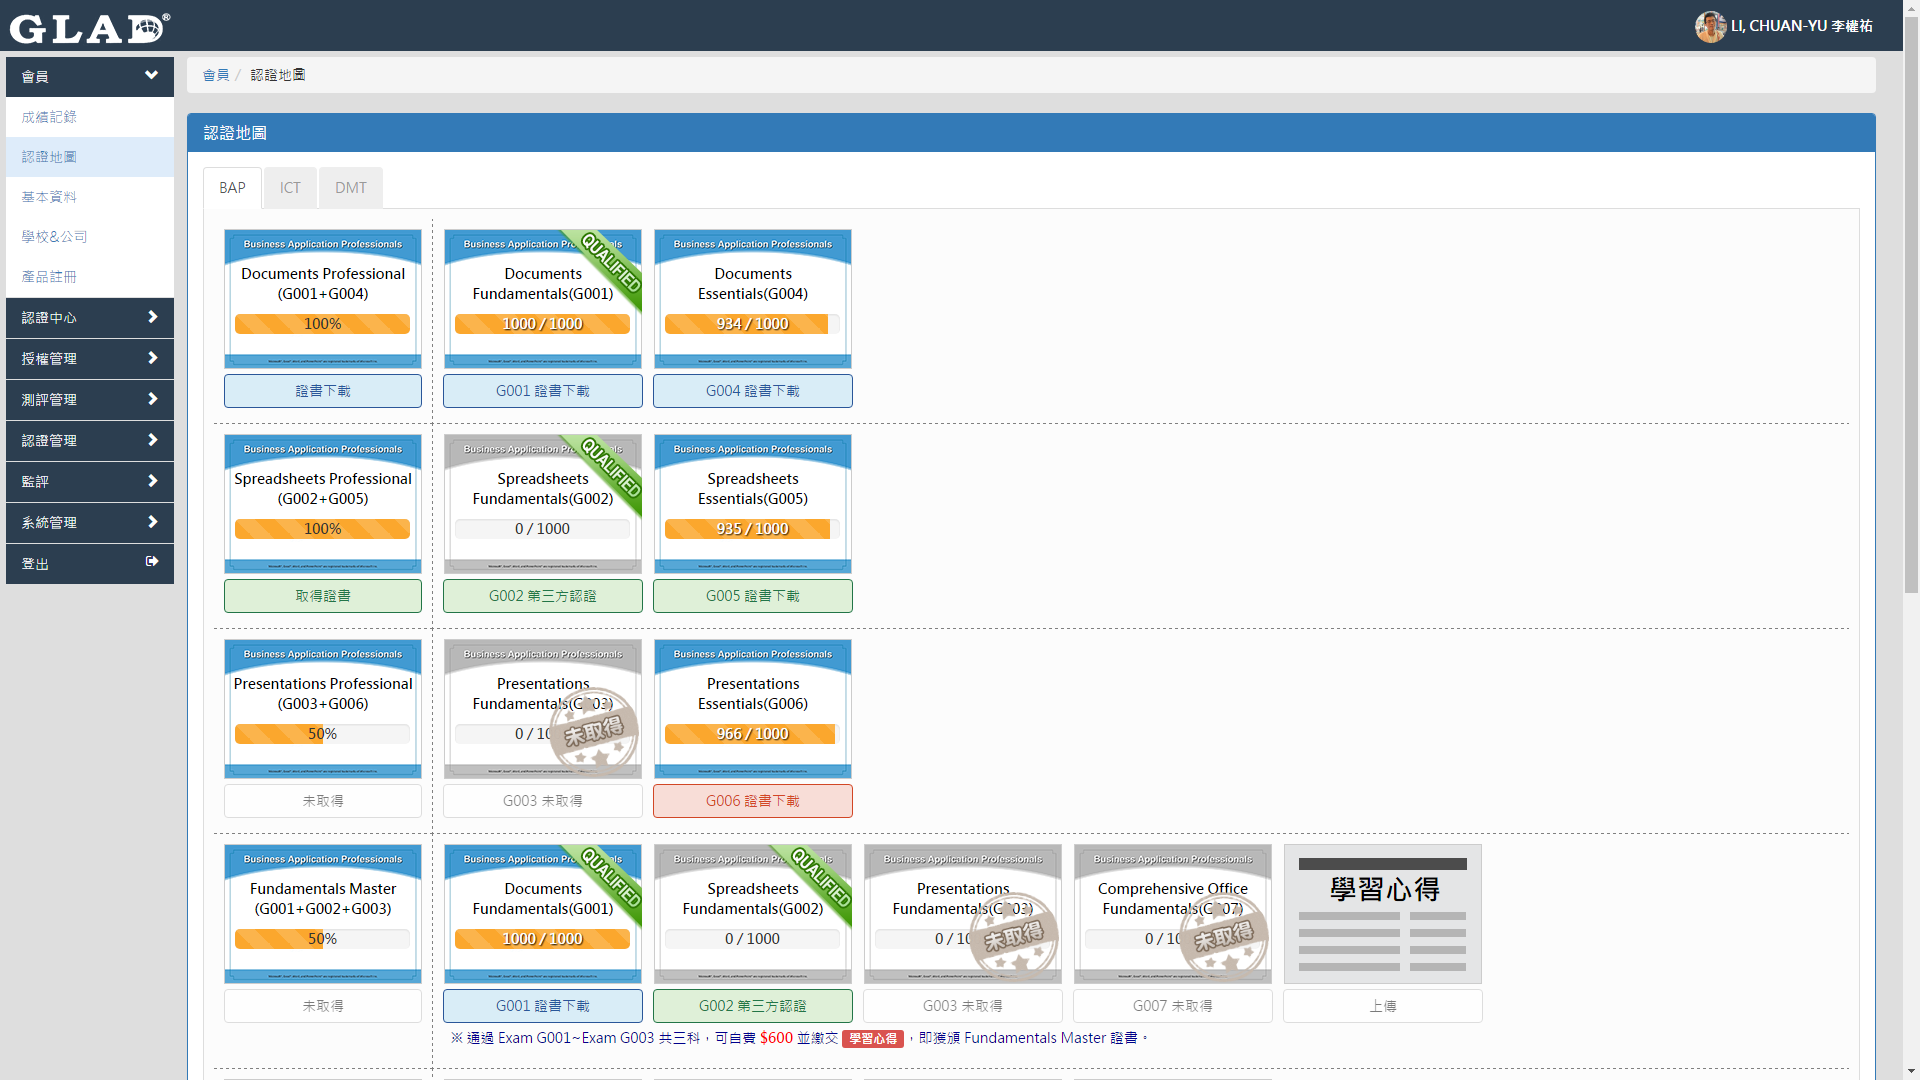 GLAD®
LI, CHUAN-YU 李權祐
會員
成績記錄
認證地圖
基本資料
學校&公司
產品註冊
認證中心
授權管理
測評管理
認證管理
監評
系統管理
登出
會員 / 認證地圖
認證地圖
BAP ICT DMT
Business Application Professionals
Documents Professional
(G001+G004)
100%
證書下載
Business Application Professionals
QUALIFIED
Documents
Fundamentals(G001)
1000 / 1000
G001 證書下載
Business Application Professionals
Documents
Essentials(G004)
934 / 1000
G004 證書下載
Business Application Professionals
Spreadsheets Professional
(G002+G005)
100%
取得證書
Business Application Professionals
QUALIFIED
Spreadsheets
Fundamentals(G002)
0 / 1000
G002 第三方認證
Business Application Professionals
Spreadsheets
Essentials(G005)
935 / 1000
G005 證書下載
Business Application Professionals
Presentations Professional
(G003+G006)
50%
未取得
Business Application Professionals
Presentations
Fundamentals(G003)
0 / 10
未取得
G003 未取得
Business Application Professionals
Presentations
Essentials(G006)
966 / 1000
G006 證書下載
Business Application Professionals
Fundamentals Master
(G001+G002+G003)
50%
未取得
Business Application Professionals
QUALIFIED
Documents
Fundamentals(G001)
1000 / 1000
G001 證書下載
Business Application Professionals
QUALIFIED
Spreadsheets
Fundamentals(G002)
0 / 1000
G002 第三方認證
Business Application Professionals
Presentations
Fundamentals(G003)
0 / 10
未取得
G003 未取得
Business Application Professionals
Comprehensive Office
Fundamentals(G007)
0 / 10
未取得
G007 未取得
學習心得
上傳
※ 通過 Exam G001~Exam G003 共三科，可自費 $600 並繳交 學習心得 ，即獲頒 Fundamentals Master 證書。